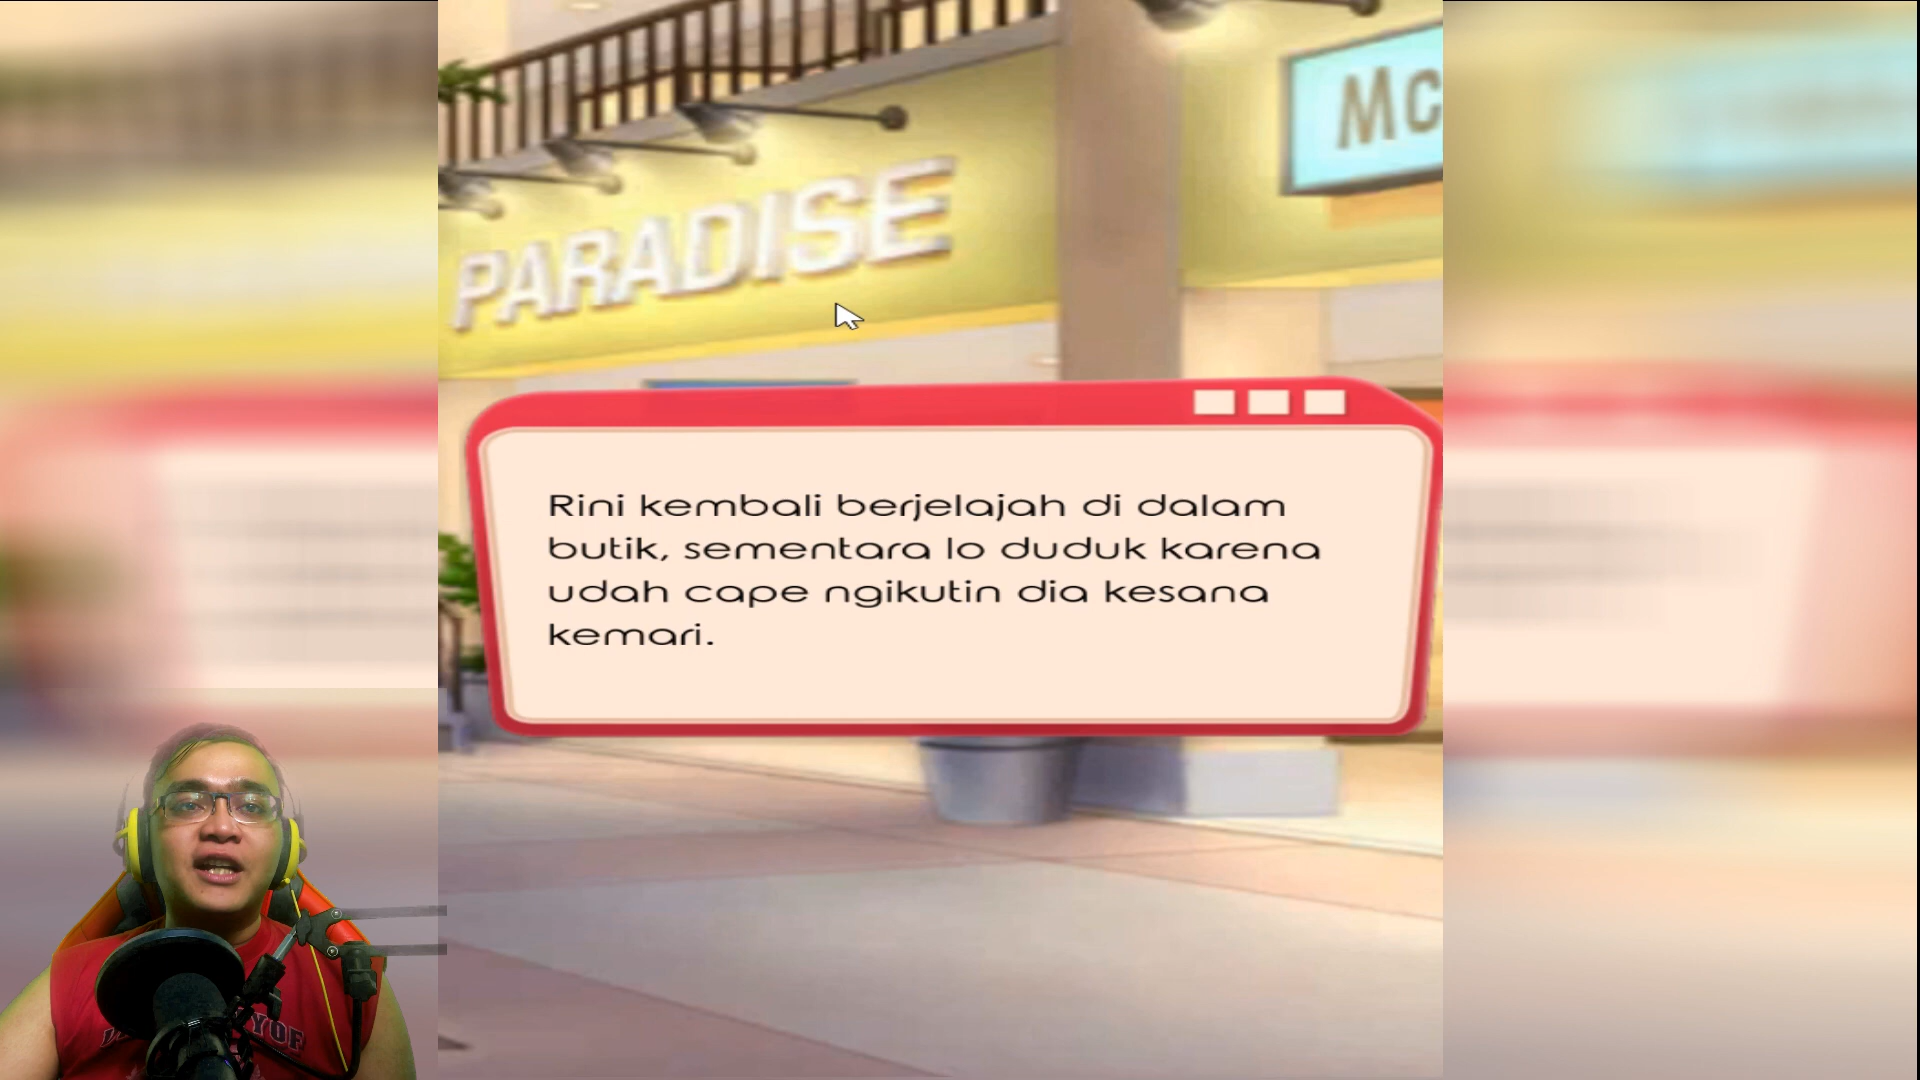 MC
PARADISE
Rini kembali berjelajah di dalam
butik, sementara lo duduk karena
udah cape ngikutin dia kesana
kemari.